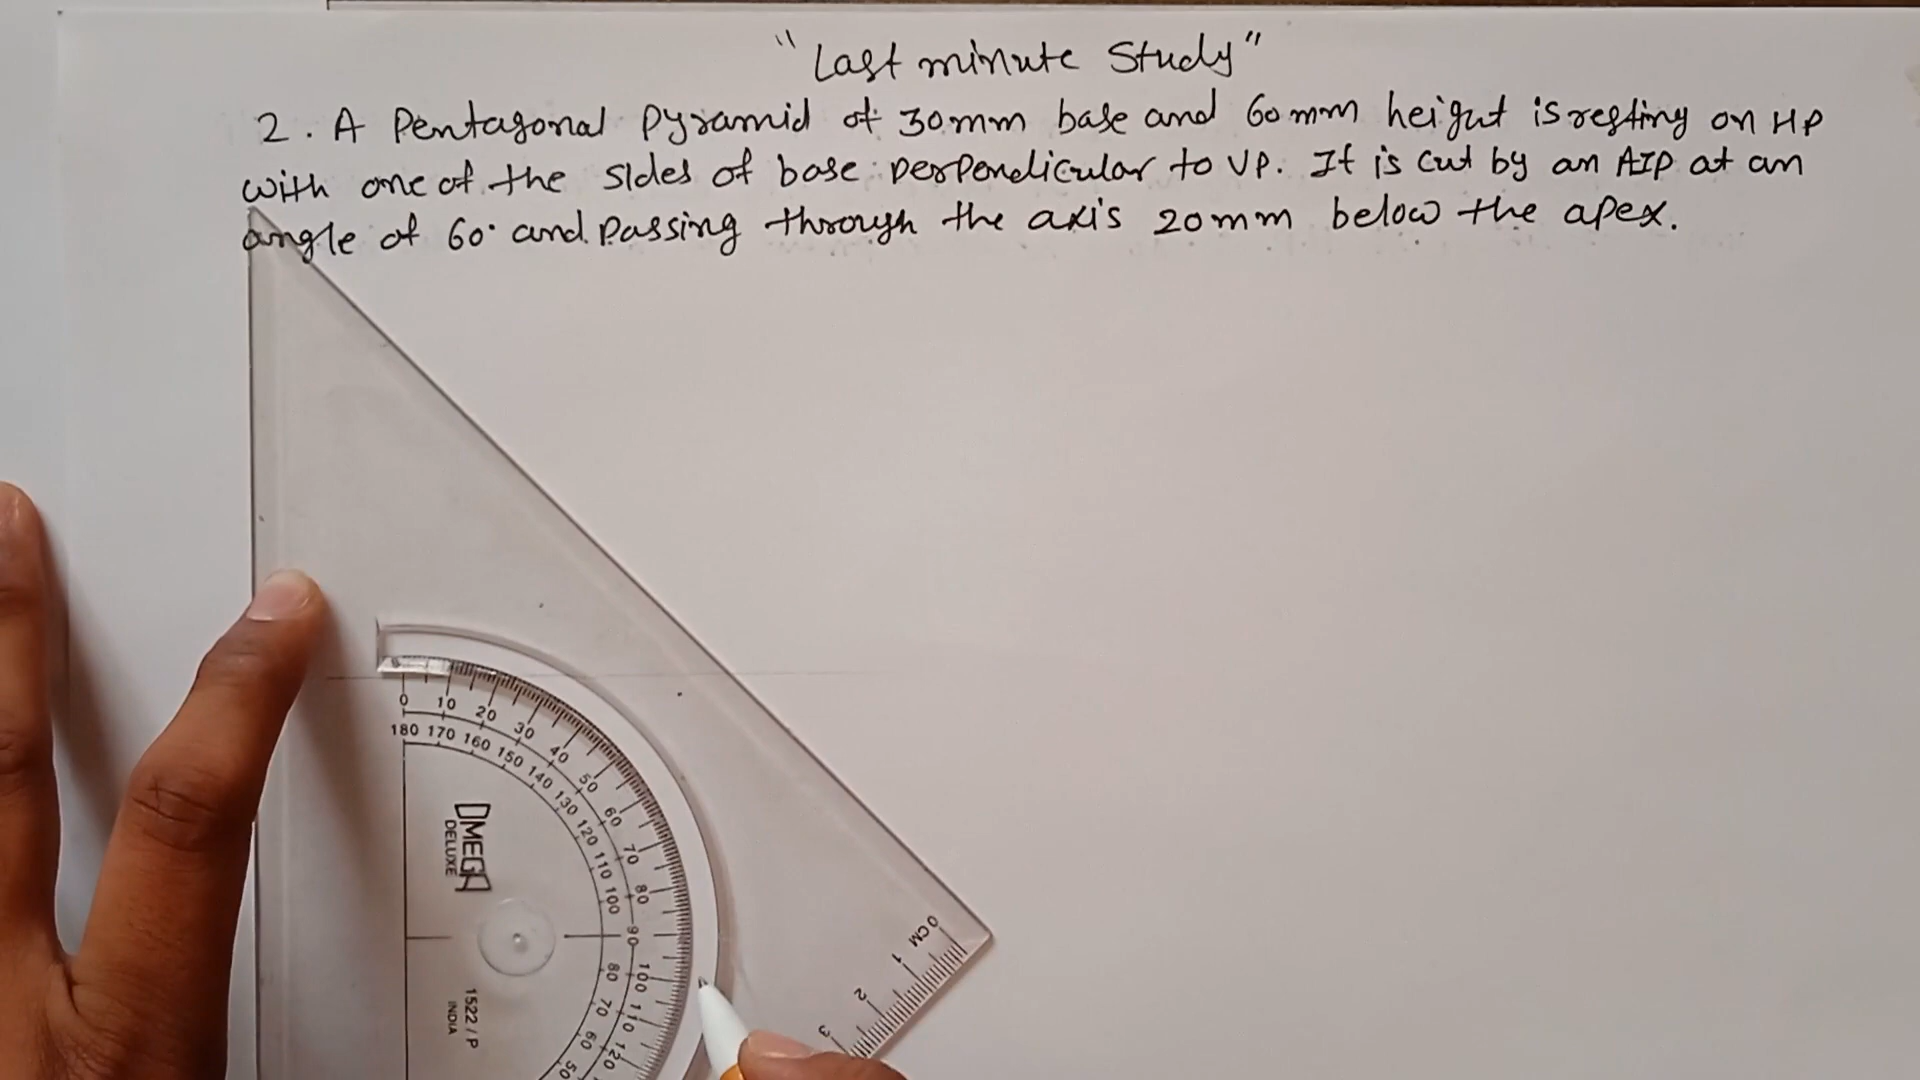 "Last minute Study"
2. A Pentagonal Pyramid of 30mm base and 60mm height is resting on HP
with one of the sides of base perpendicular to VP. It is cut by an AIP at an
angle of 60° and Passing through the axis 20mm below the apex.
0 10 20 30 40 50 60 70 80 90 100 110 120
180 170 160 150 140 130 120 110 100 80 70 60 50
OMEGA
DELUXE
1522 / P
INDIA
0 CM 1 2 3